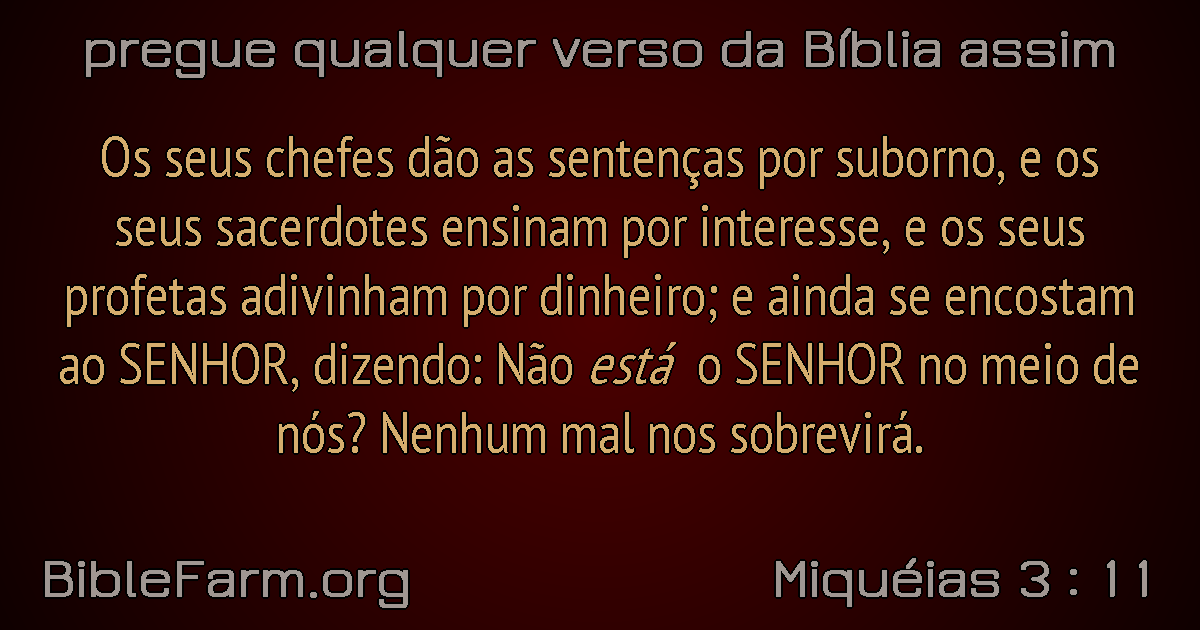 pregue qualquer verso da Bíblia assim
Os seus chefes dão as sentenças por suborno, e os
seus sacerdotes ensinam por interesse, e os seus
profetas adivinham por dinheiro; e ainda se encostam
ao SENHOR, dizendo: Não está o SENHOR no meio de
nós? Nenhum mal nos sobrevirá.
BibleFarm.org
Miquéias 3 : 11